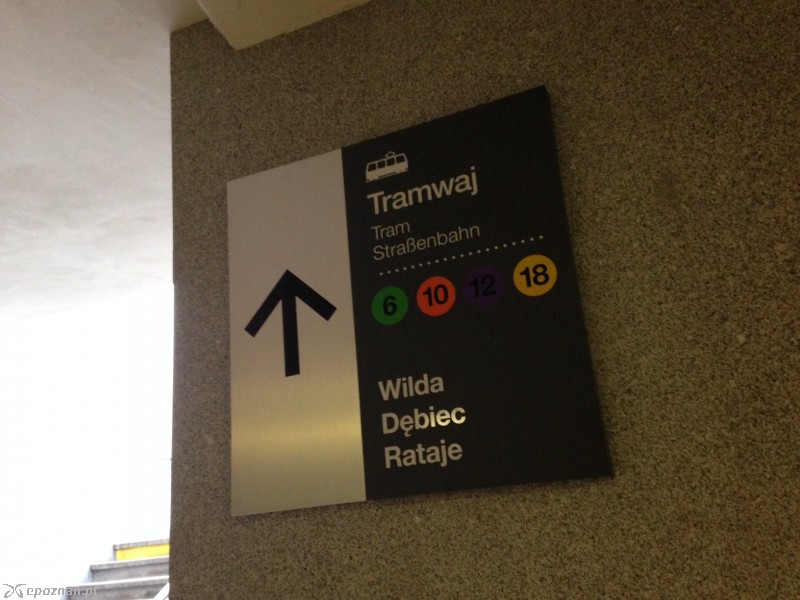 Tramwaj
Tram
Straßenbahn
6 10 12 18
Wilda
Dębiec
Rataje
epoznan.pl